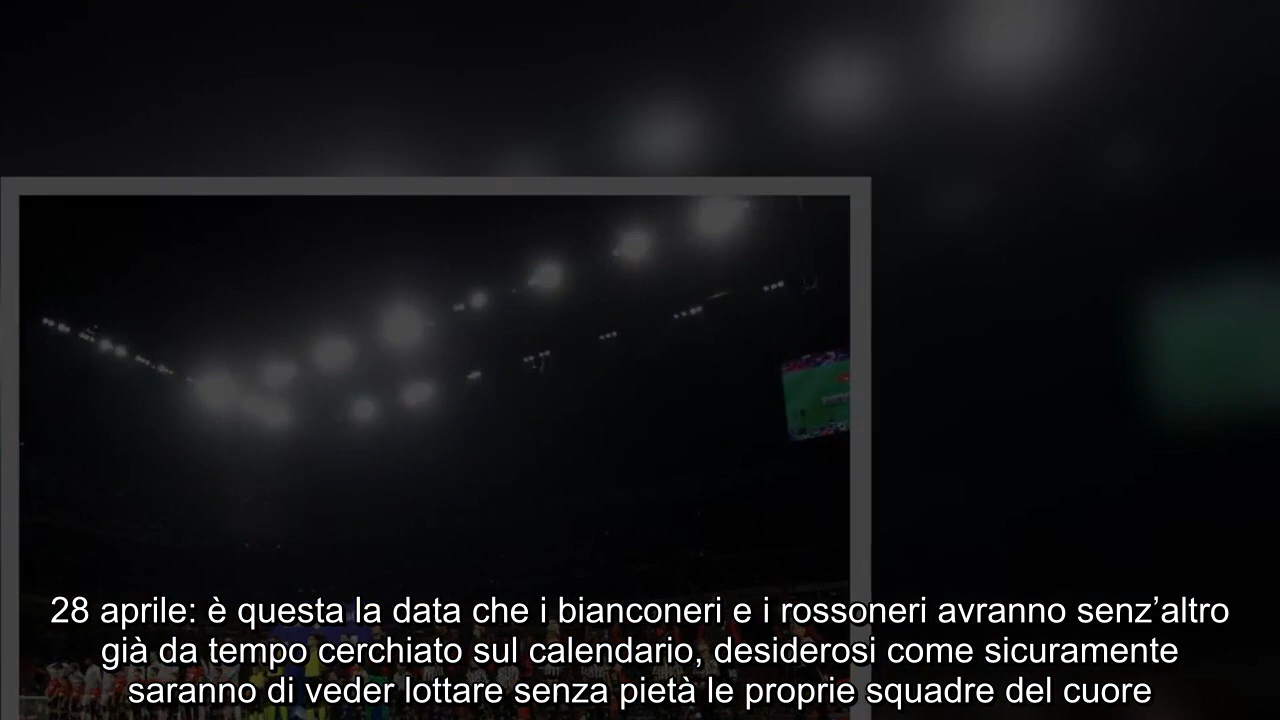 28 aprile: è questa la data che i bianconeri e i rossoneri avranno senz’altro
già da tempo cerchiato sul calendario, desiderosi come sicuramente
saranno di veder lottare senza pietà le proprie squadre del cuore